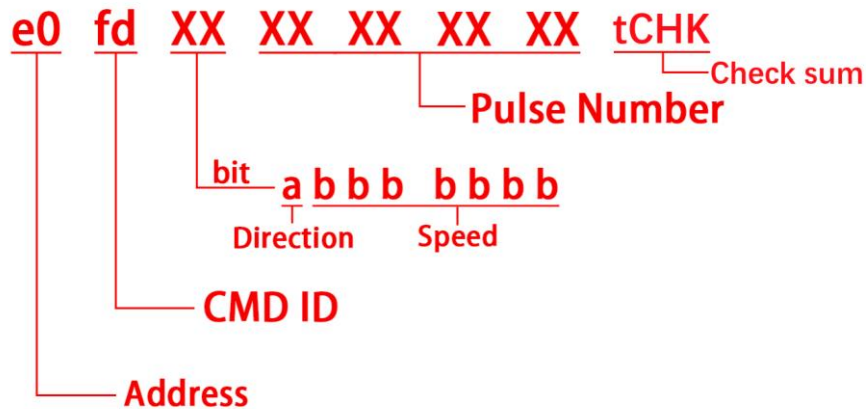 e0 fd XX XX XX XX XX tCHK
Check sum
Pulse Number
bit a b b b b b b b
Direction Speed
CMD ID
Address